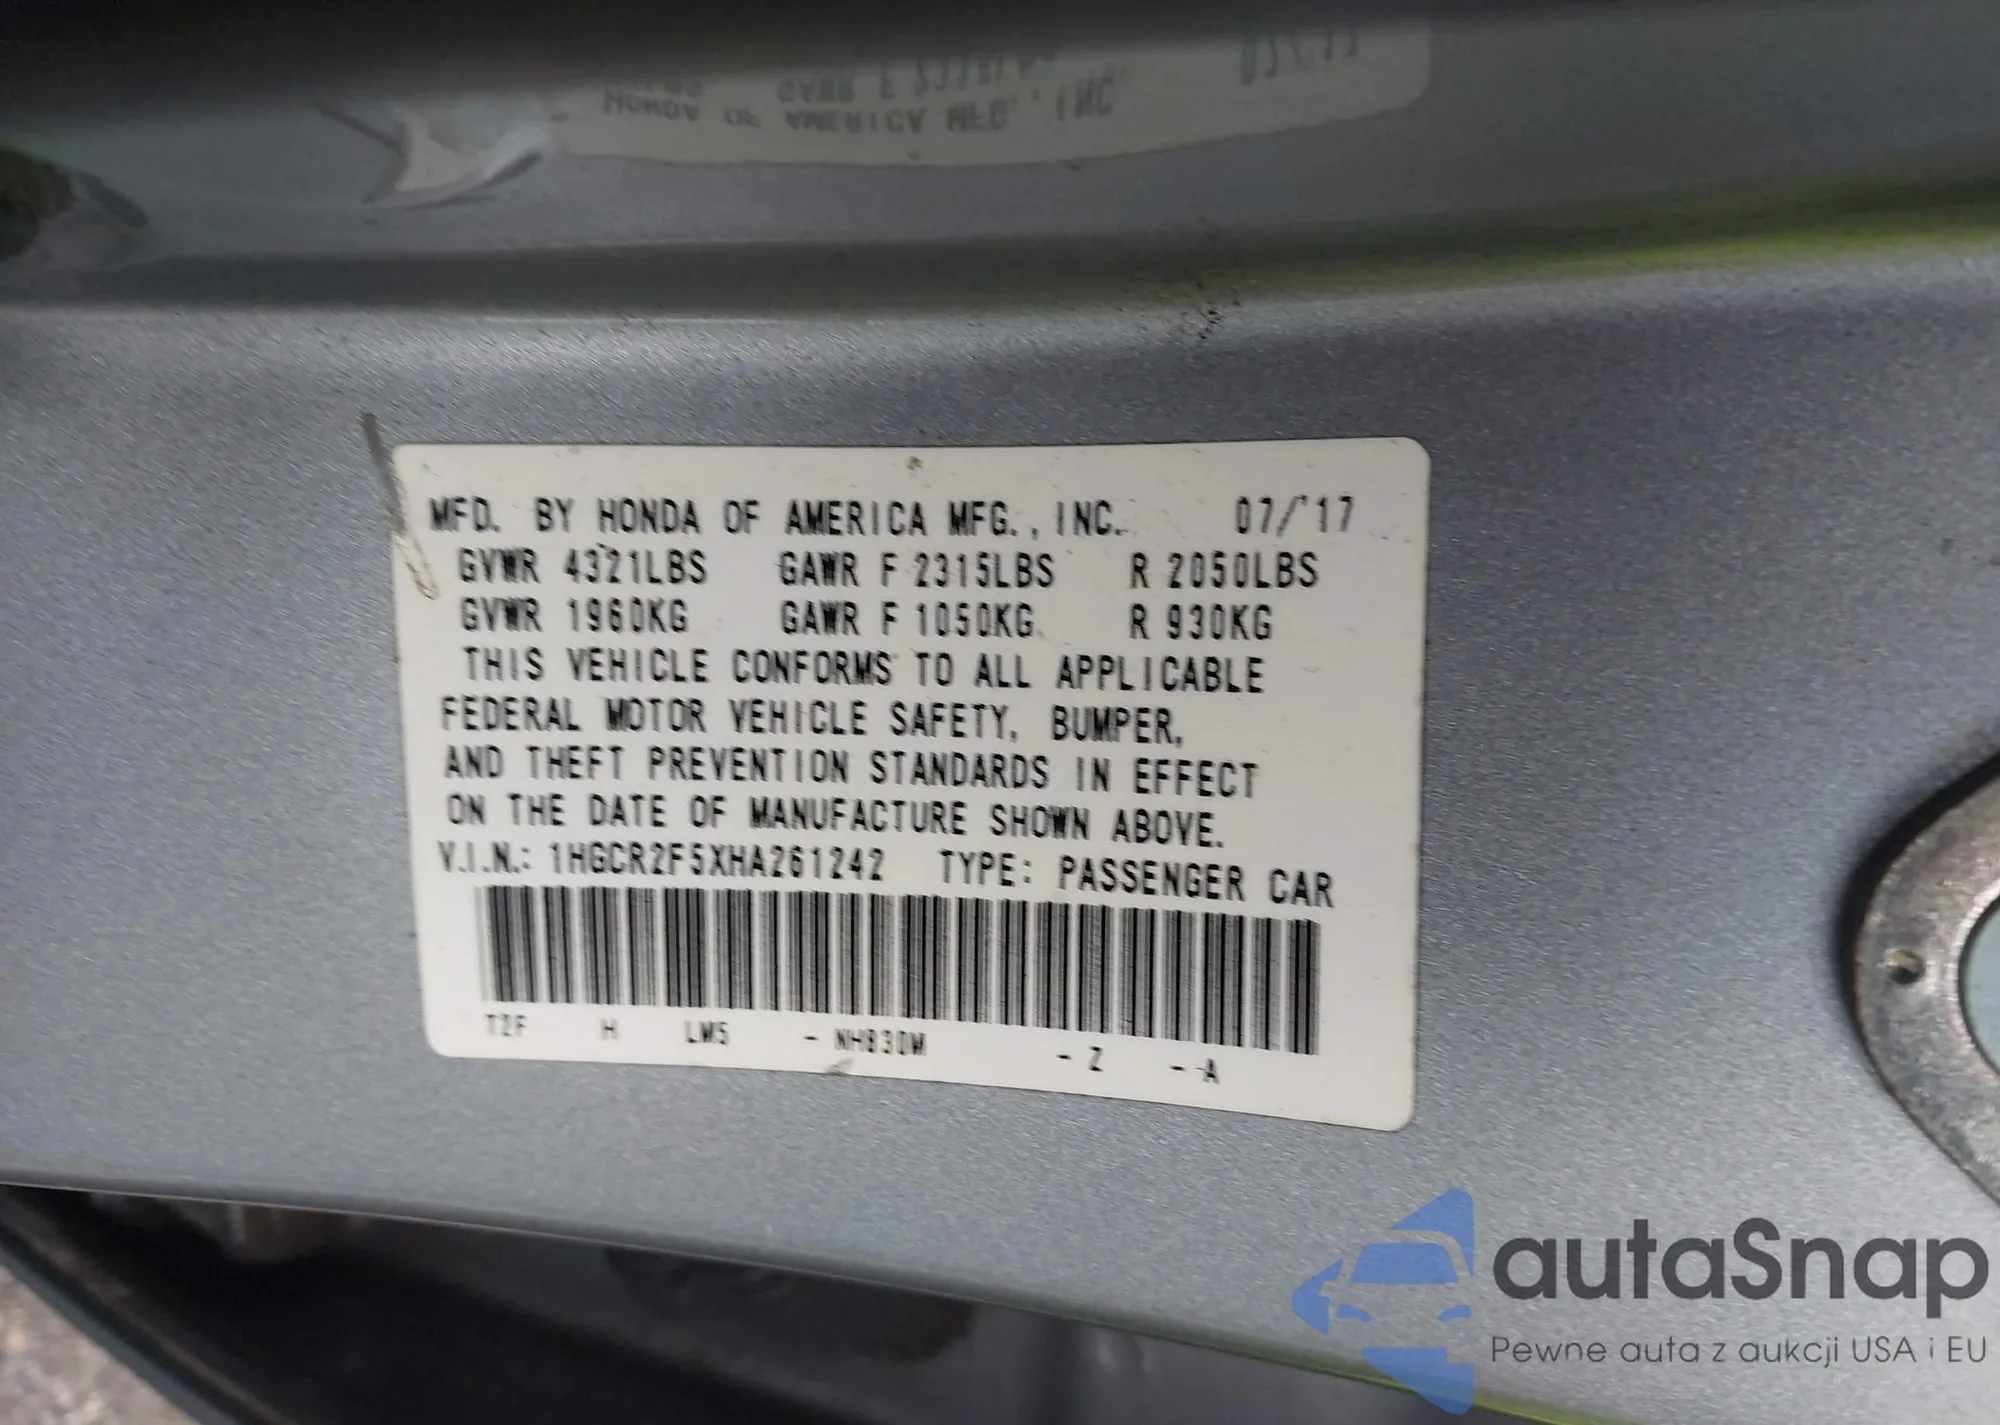 MFD. BY HONDA OF AMERICA MFG., INC. 07/'17
GVWR 4321LBS GAWR F 2315LBS R 2050LBS
GVWR 1960KG GAWR F 1050KG R 930KG
THIS VEHICLE CONFORMS TO ALL APPLICABLE
FEDERAL MOTOR VEHICLE SAFETY, BUMPER,
AND THEFT PREVENTION STANDARDS IN EFFECT
ON THE DATE OF MANUFACTURE SHOWN ABOVE.
V.I.N.: 1HGCR2F5XHA261242 TYPE: PASSENGER CAR
T2F H LW5 - NH830M - Z - A
autaSnap
Pewne auta z aukcji USA i EU